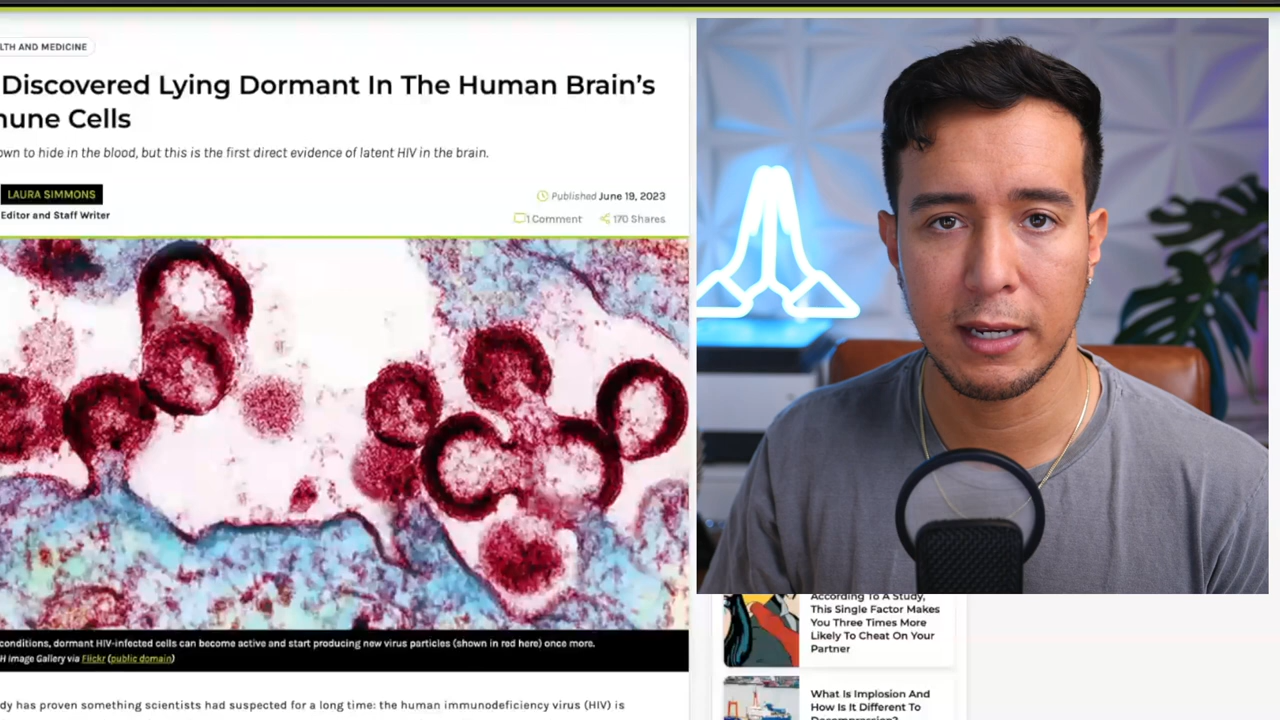 LTH AND MEDICINE
Discovered Lying Dormant In The Human Brain's
nune Cells
own to hide in the blood, but this is the first direct evidence of latent HIV in the brain.
LAURA SIMMONS
Published June 19, 2023
Editor and Staff Writer
1 Comment 170 Shares
conditions, dormant HIV-infected cells can become active and start producing new virus particles (shown in red here) once more.
H Image Gallery via Flickr (public domain)
dy has proven something scientists had suspected for a long time: the human immunodeficiency virus (HIV) is
According To A Study,
This Single Factor Makes
You Three Times More
Likely To Cheat On Your
Partner
What Is Implosion And
How Is It Different To
Decompression?